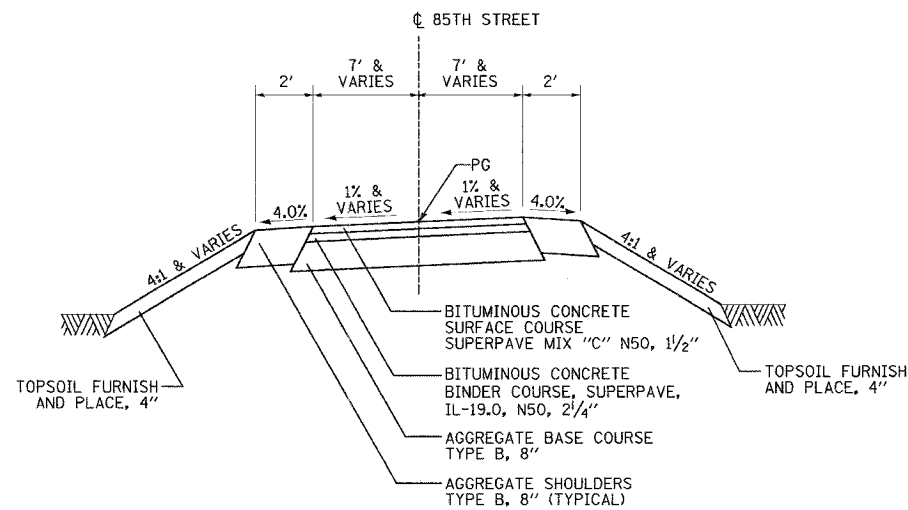 ℄ 85TH STREET
2'
7' &
VARIES
7' &
VARIES
2'
PG
4.0%
1% &
VARIES
1% &
VARIES
4.0%
4:1 & VARIES
4:1 & VARIES
BITUMINOUS CONCRETE
SURFACE COURSE
SUPERPAVE MIX "C" N50, 1 1/2"
TOPSOIL FURNISH
AND PLACE, 4"
TOPSOIL FURNISH
AND PLACE, 4"
BITUMINOUS CONCRETE
BINDER COURSE, SUPERPAVE,
IL-19.0, N50, 2 1/4"
AGGREGATE BASE COURSE
TYPE B, 8"
AGGREGATE SHOULDERS
TYPE B, 8" (TYPICAL)